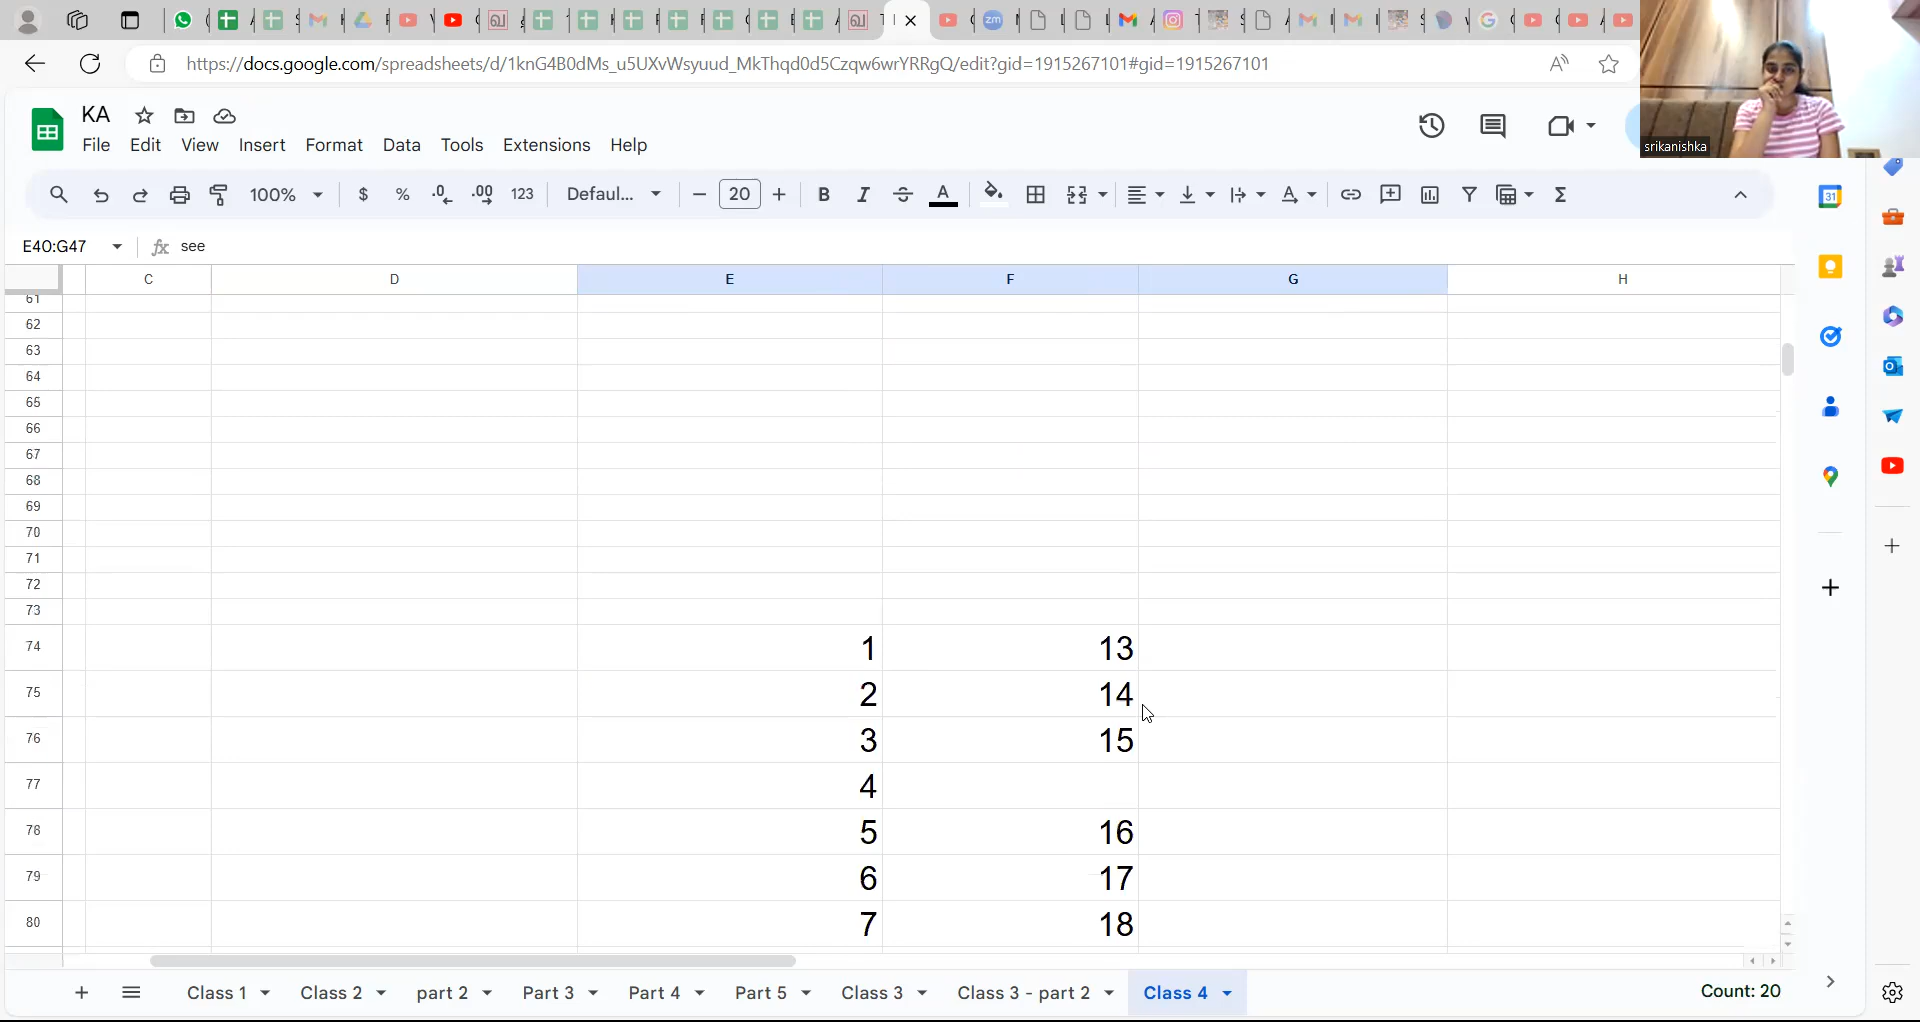 https://docs.google.com/spreadsheets/d/1knG4B0dMs_u5UXvWsyuud_MkThqd0d5Czqw6wrYRRgQ/edit?gid=1915267101#gid=1915267101
KA
File Edit View Insert Format Data Tools Extensions Help
srikanishka
100% $ % .0 .00 123 Defaul... 20 B I A
E40:G47 fx see
C D E F G H
61
62
63
64
65
66
67
68
69
70
71
72
73
74 1 13
75 2 14
76 3 15
77 4
78 5 16
79 6 17
80 7 18
Class 1 Class 2 part 2 Part 3 Part 4 Part 5 Class 3 Class 3 - part 2 Class 4 Count: 20